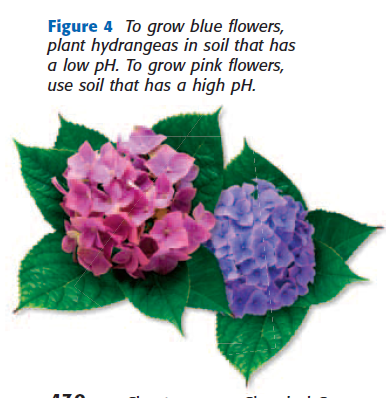 Figure 4 To grow blue flowers,
plant hydrangeas in soil that has
a low pH. To grow pink flowers,
use soil that has a high pH.